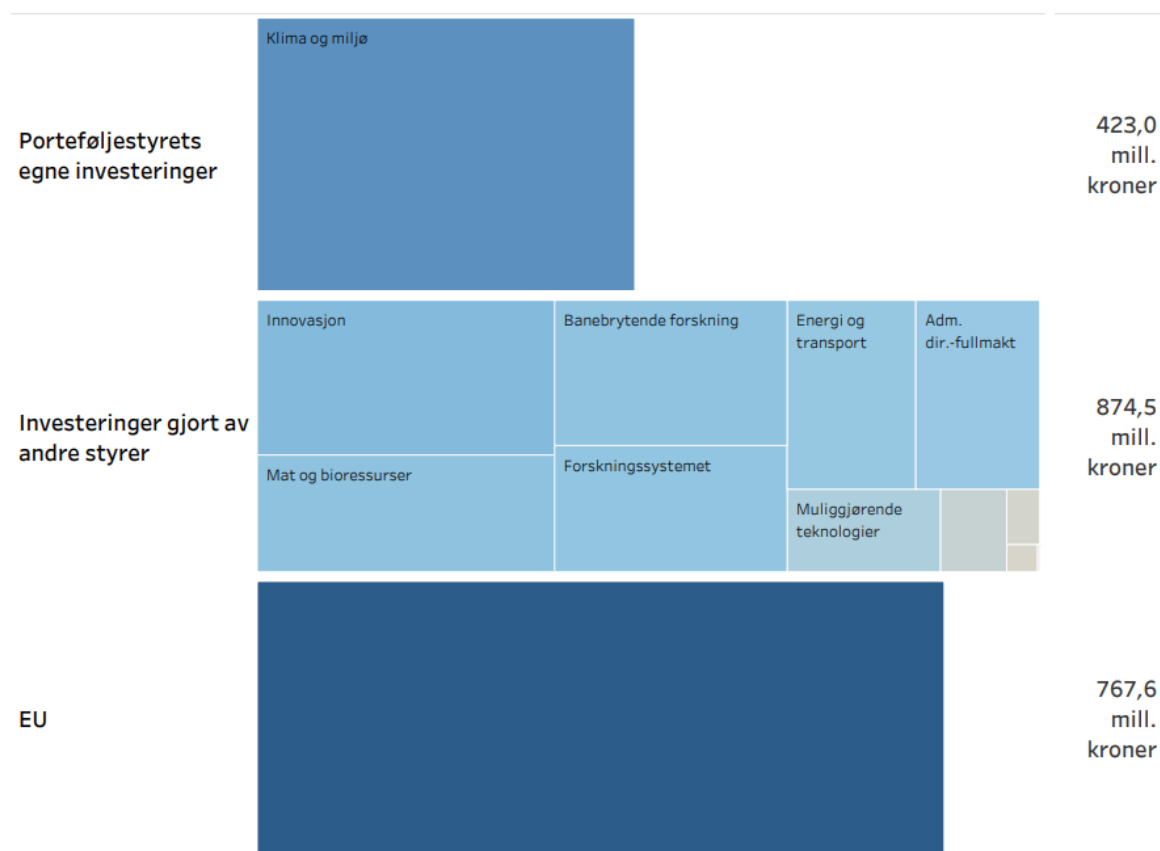 Klima og miljø
Porteføljestyrets
egne investeringer
423,0
mill.
kroner
Innovasjon
Banebrytende forskning
Energi og
transport
Adm.
dir.-fullmakt
Investeringer gjort av
andre styrer
Mat og bioressurser
Forskningssystemet
Muliggjørende
teknologier
874,5
mill.
kroner
EU
767,6
mill.
kroner